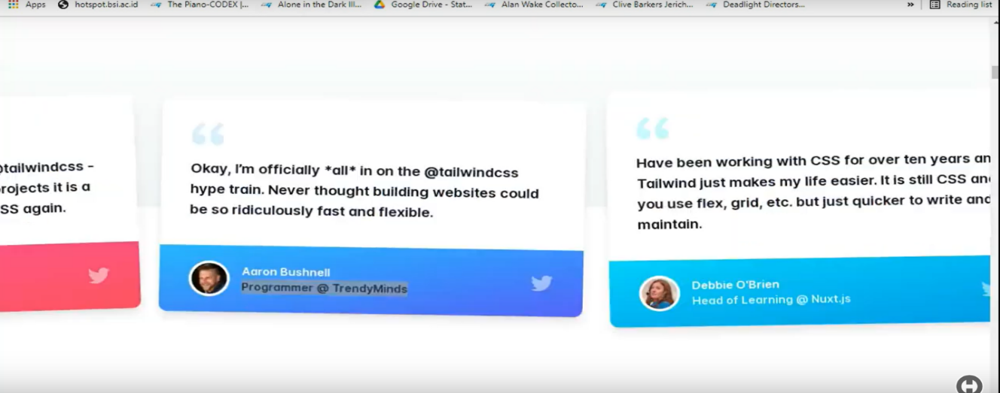 Apps
hotspot.bsi.ac.id
The Piano-CODEX |...
Alone in the Dark III...
Google Drive - Stat...
Alan Wake Collecto...
Clive Barkers Jerich...
Deadlight Directors...
»
Reading list
@tailwindcss -
rojects it is a
SS again.
“
Okay, I'm officially *all* in on the @tailwindcss
hype train. Never thought building websites could
be so ridiculously fast and flexible.
Aaron Bushnell
Programmer @ TrendyMinds
“
Have been working with CSS for over ten years an
Tailwind just makes my life easier. It is still CSS an
you use flex, grid, etc. but just quicker to write and
maintain.
Debbie O'Brien
Head of Learning @ Nuxt.js